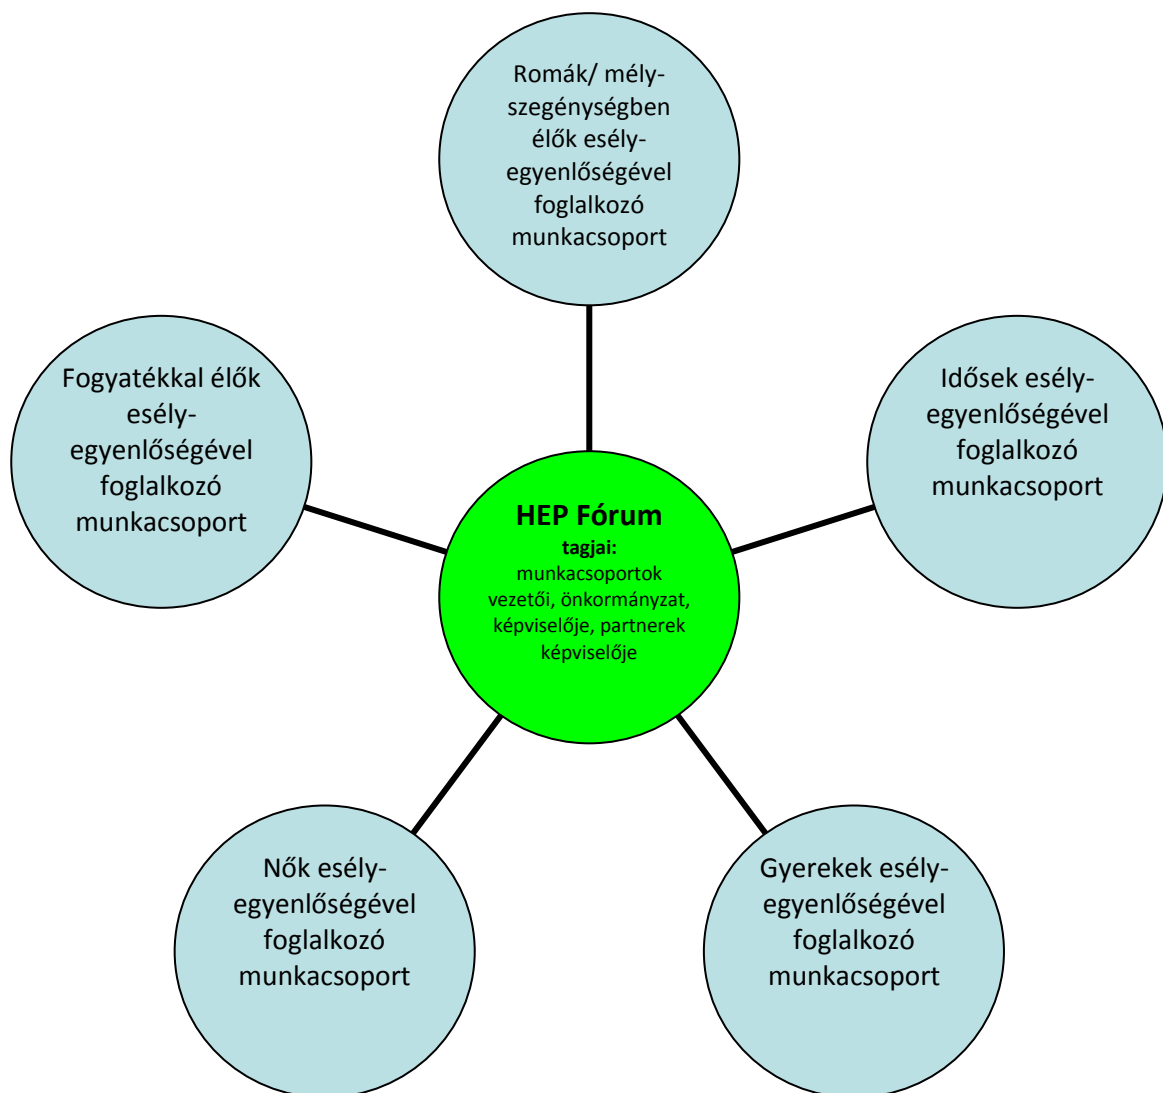 Romák/ mély-
szegénységben
élők esély-
egyenlőségével
foglalkozó
munkacsoport
Fogyatékkal élők
esély-
egyenlőségével
foglalkozó
munkacsoport
Idősek esély-
egyenlőségével
foglalkozó
munkacsoport
HEP Fórum
tagjai:
munkacsoportok
vezetői, önkormányzat,
képviselője, partnerek
képviselője
Nők esély-
egyenlőségével
foglalkozó
munkacsoport
Gyerekek esély-
egyenlőségével
foglalkozó
munkacsoport